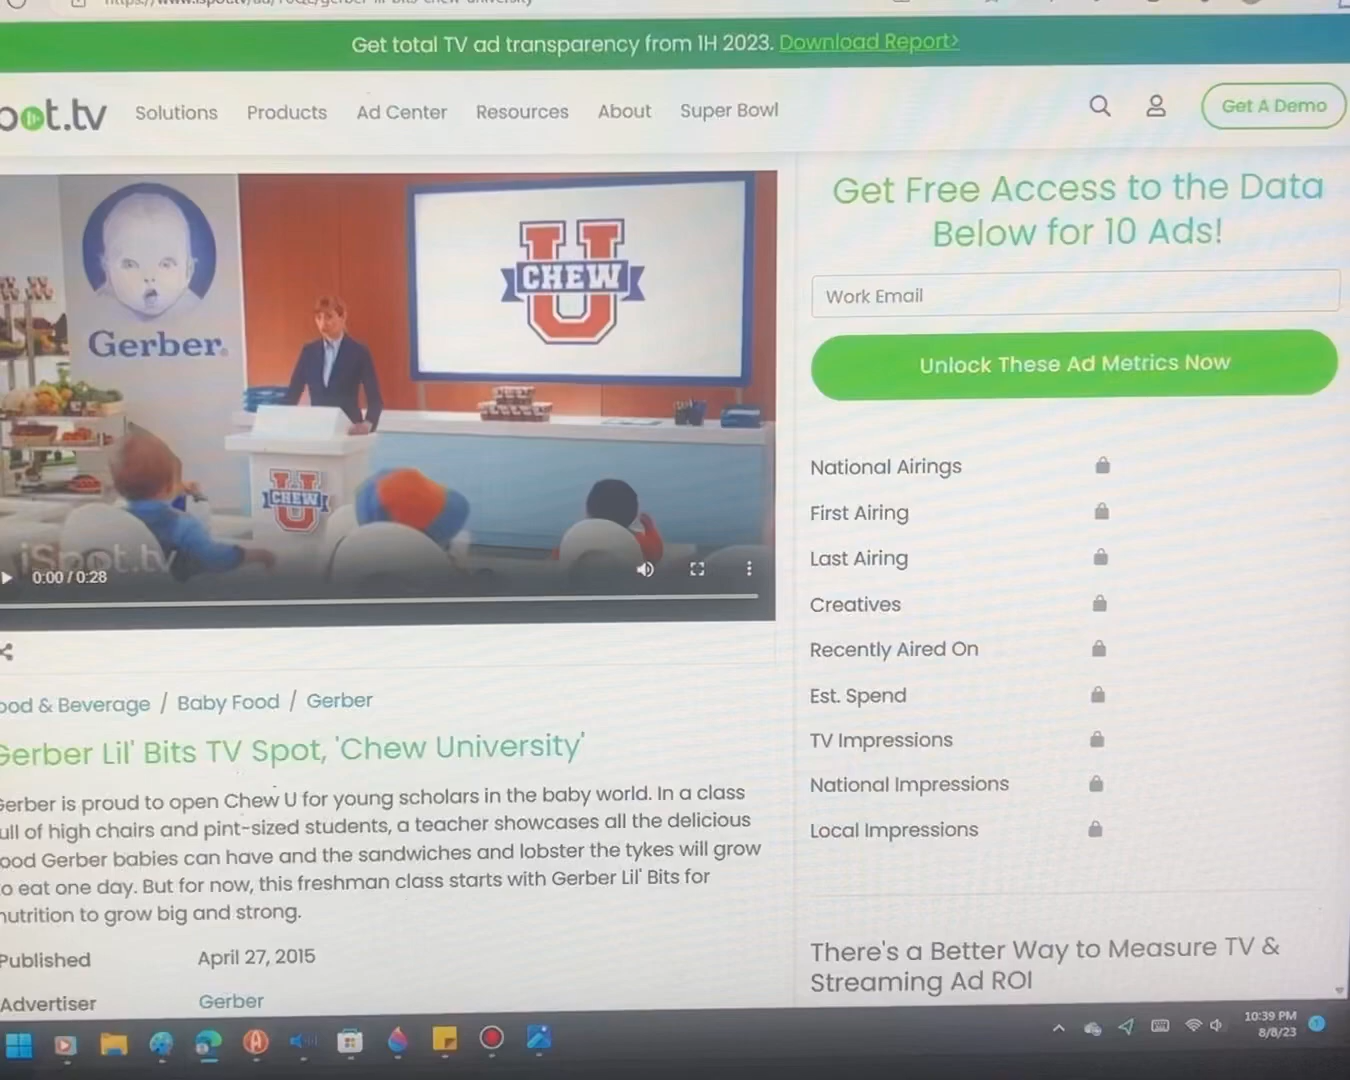 Get total TV ad transparency from 1H 2023. Download Report>
pot.tv Solutions Products Ad Center Resources About Super Bowl Get A Demo
Gerber
U
CHEW
U
CHEW
iSpot.tv
0:00 / 0:28
Get Free Access to the Data
Below for 10 Ads!
Work Email
Unlock These Ad Metrics Now
National Airings
First Airing
Last Airing
Creatives
Recently Aired On
Est. Spend
TV Impressions
National Impressions
Local Impressions
ood & Beverage / Baby Food / Gerber
Gerber Lil' Bits TV Spot, 'Chew University'
Gerber is proud to open Chew U for young scholars in the baby world. In a class
ull of high chairs and pint-sized students, a teacher showcases all the delicious
ood Gerber babies can have and the sandwiches and lobster the tykes will grow
o eat one day. But for now, this freshman class starts with Gerber Lil' Bits for
nutrition to grow big and strong.
Published April 27, 2015
Advertiser Gerber
There's a Better Way to Measure TV &
Streaming Ad ROI
10:39 PM
8/8/23